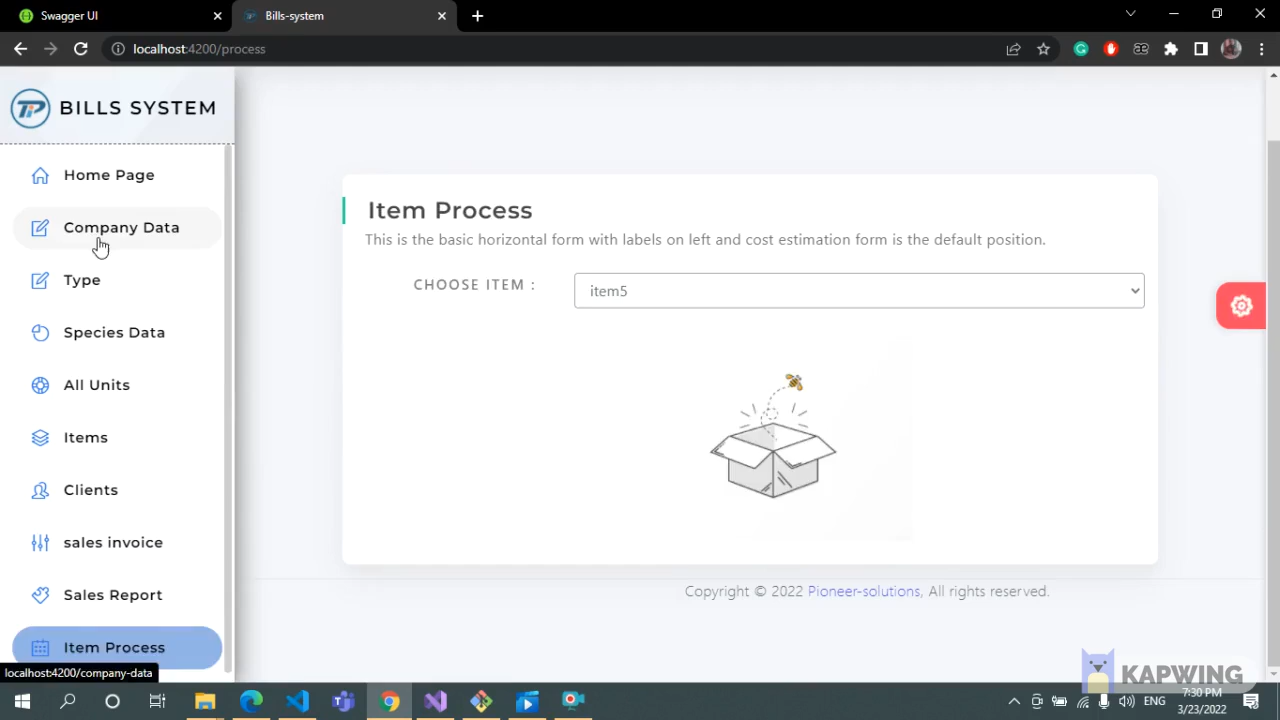 Swagger UI
Bills-system
localhost:4200/process
TP BILLS SYSTEM
Home Page
Company Data
Type
Species Data
All Units
Items
Clients
sales invoice
Sales Report
Item Process
localhost:4200/company-data
Item Process
This is the basic horizontal form with labels on left and cost estimation form is the default position.
CHOOSE ITEM :
item5
Copyright © 2022 Pioneer-solutions, All rights reserved.
KAPWING
ENG
7:30 PM
3/23/2022